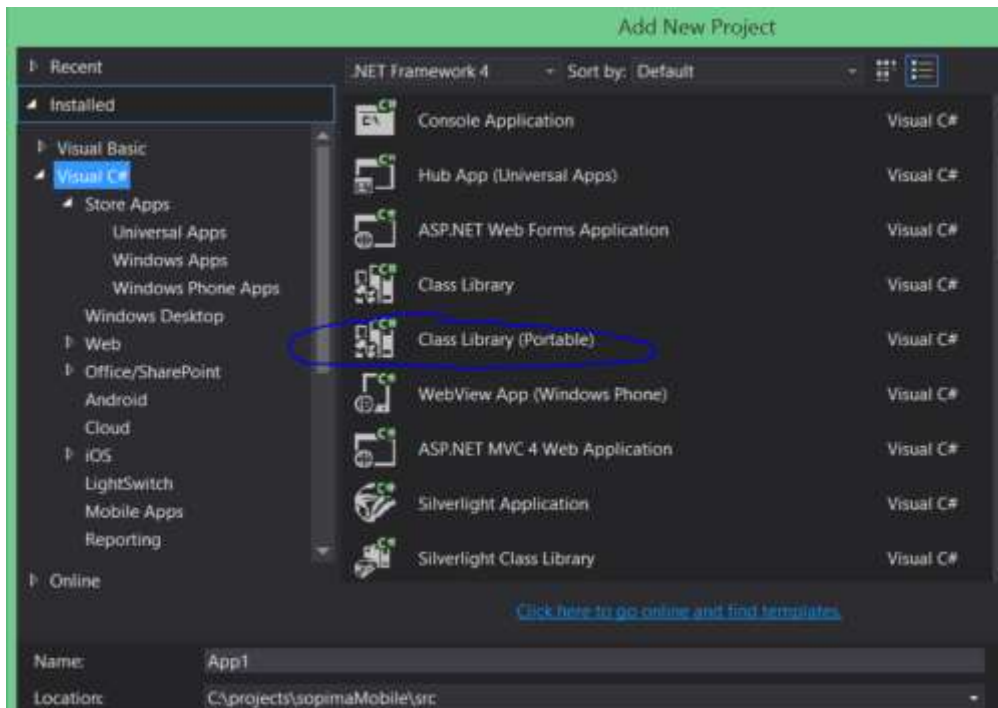 Add New Project
Recent
.NET Framework 4 Sort by: Default
Installed
Visual Basic
Visual C#
Store Apps
Universal Apps
Windows Apps
Windows Phone Apps
Windows Desktop
Web
Office/SharePoint
Android
Cloud
iOS
LightSwitch
Mobile Apps
Reporting
Online
Console Application Visual C#
Hub App (Universal Apps) Visual C#
ASP.NET Web Forms Application Visual C#
Class Library Visual C#
Class Library (Portable) Visual C#
WebView App (Windows Phone) Visual C#
ASP.NET MVC 4 Web Application Visual C#
Silverlight Application Visual C#
Silverlight Class Library Visual C#
Click here to go online and find templates.
Name: App1
Location: C:\projects\sopimaMobile\src